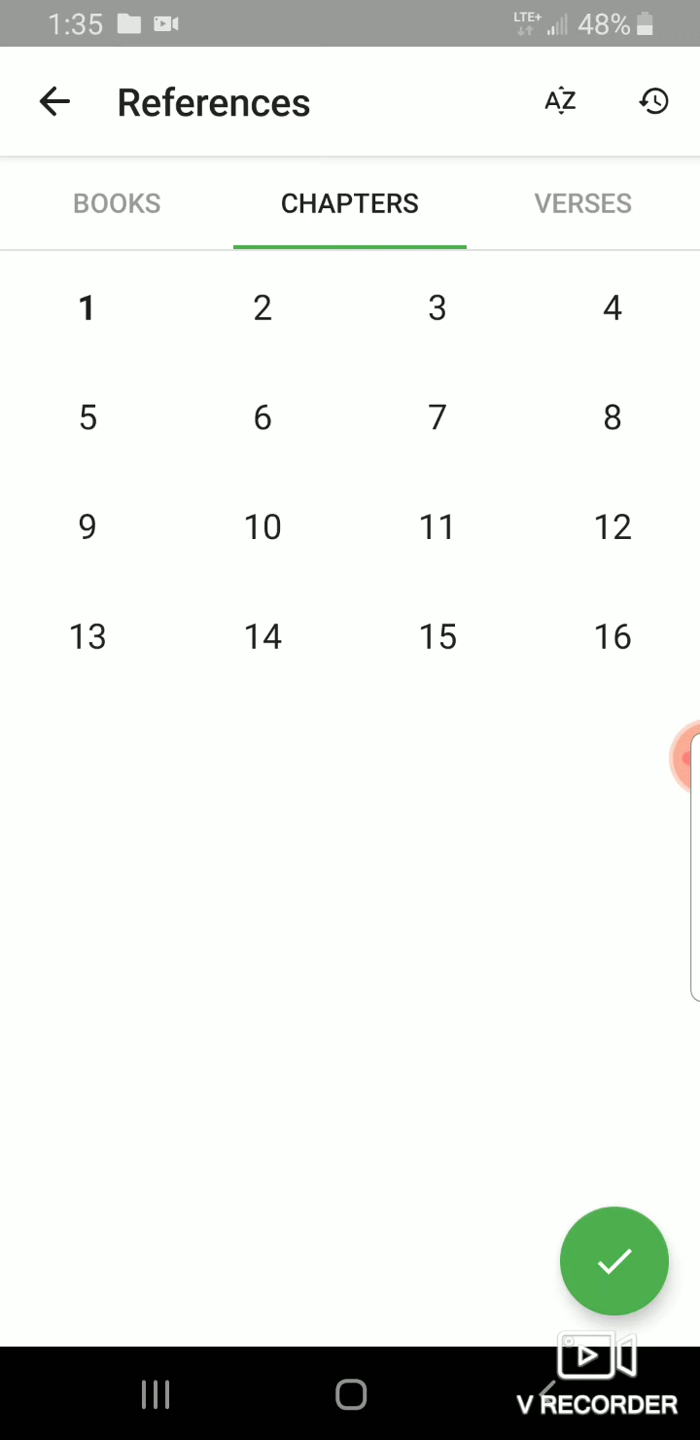 1:35 LTE+ 48%
References AZ
BOOKS CHAPTERS VERSES
1 2 3 4
5 6 7 8
9 10 11 12
13 14 15 16
V RECORDER